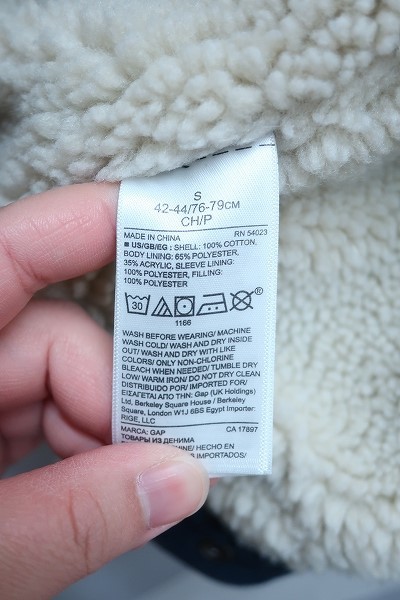 S
42-44/76-79см
CH/P
MADE IN CHINA RN 54023
■ US/GB/EG : SHELL: 100% COTTON,
BODY LINING: 65% POLYESTER,
35% ACRYLIC, SLEEVE LINING:
100% POLYESTER, FILLING:
100% POLYESTER
30
®
1166
WASH BEFORE WEARING/ MACHINE
WASH COLD/ WASH AND DRY INSIDE
OUT/ WASH AND DRY WITH LIKE
COLORS/ ONLY NON-CHLORINE
BLEACH WHEN NEEDED/ TUMBLE DRY
LOW/ WARM IRON/ DO NOT DRY CLEAN
DISTRIBUIDO POR/ IMPORTED FOR/
ΕΙΣΑΓΕΤΑΙ ΑΠΟ ΤΗΝ: Gap (UK Holdings)
Ltd, Berkeley Square House / Berkeley
Square, London W1J 6BS Egypt Importer:
RIGE, LLC
MARCA: GAP CA 17897
ТОВАРЫ ИЗ ДЕНИМА
HECHO EN